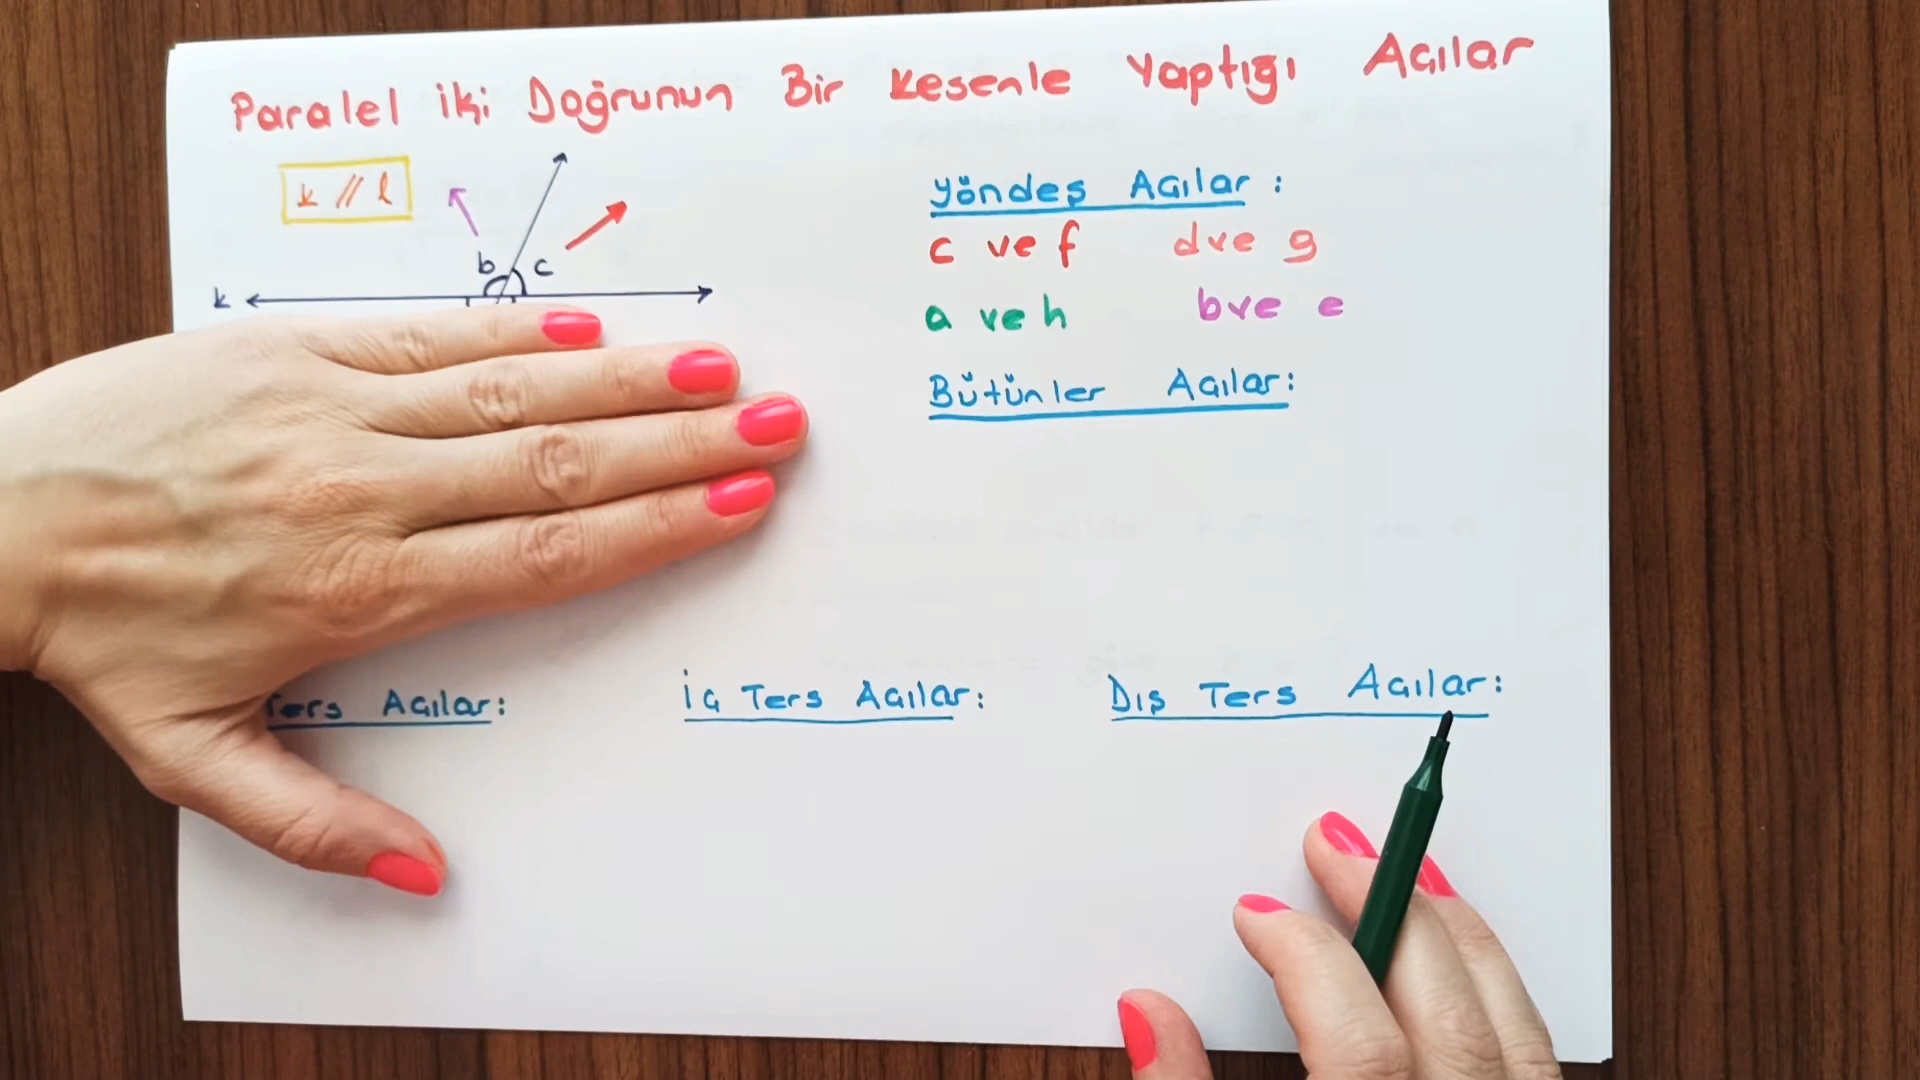 Paralel iki Doğrunun Bir Kesenle Yaptığı Açılar
k // l
b c
k
Yöndeş Açılar :
c ve f d ve g
a ve h b ve e
Bütünler Açılar:
Ters Açılar:
İç Ters Açılar:
Dış Ters Açılar: